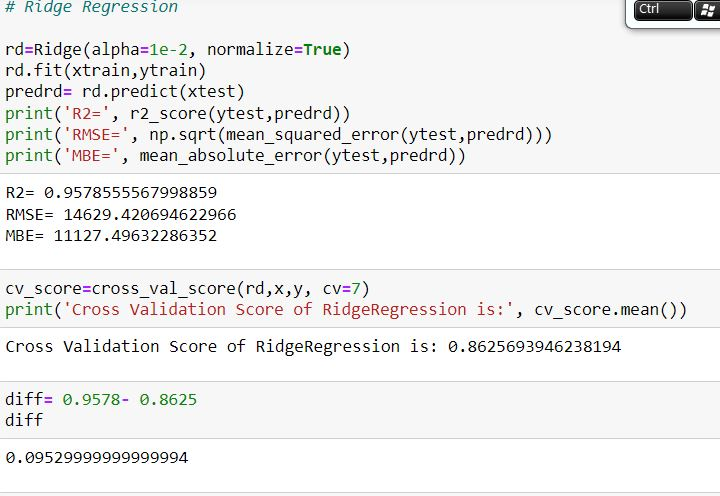 # Ridge Regression
Ctrl
rd=Ridge(alpha=1e-2, normalize=True)
rd.fit(xtrain,ytrain)
predrd= rd.predict(xtest)
print('R2=', r2_score(ytest,predrd))
print('RMSE=', np.sqrt(mean_squared_error(ytest,predrd)))
print('MBE=', mean_absolute_error(ytest,predrd))
R2= 0.9578555567998859
RMSE= 14629.420694622966
MBE= 11127.49632286352
cv_score=cross_val_score(rd,x,y, cv=7)
print('Cross Validation Score of RidgeRegression is:', cv_score.mean())
Cross Validation Score of RidgeRegression is: 0.8625693946238194
diff= 0.9578- 0.8625
diff
0.09529999999999994